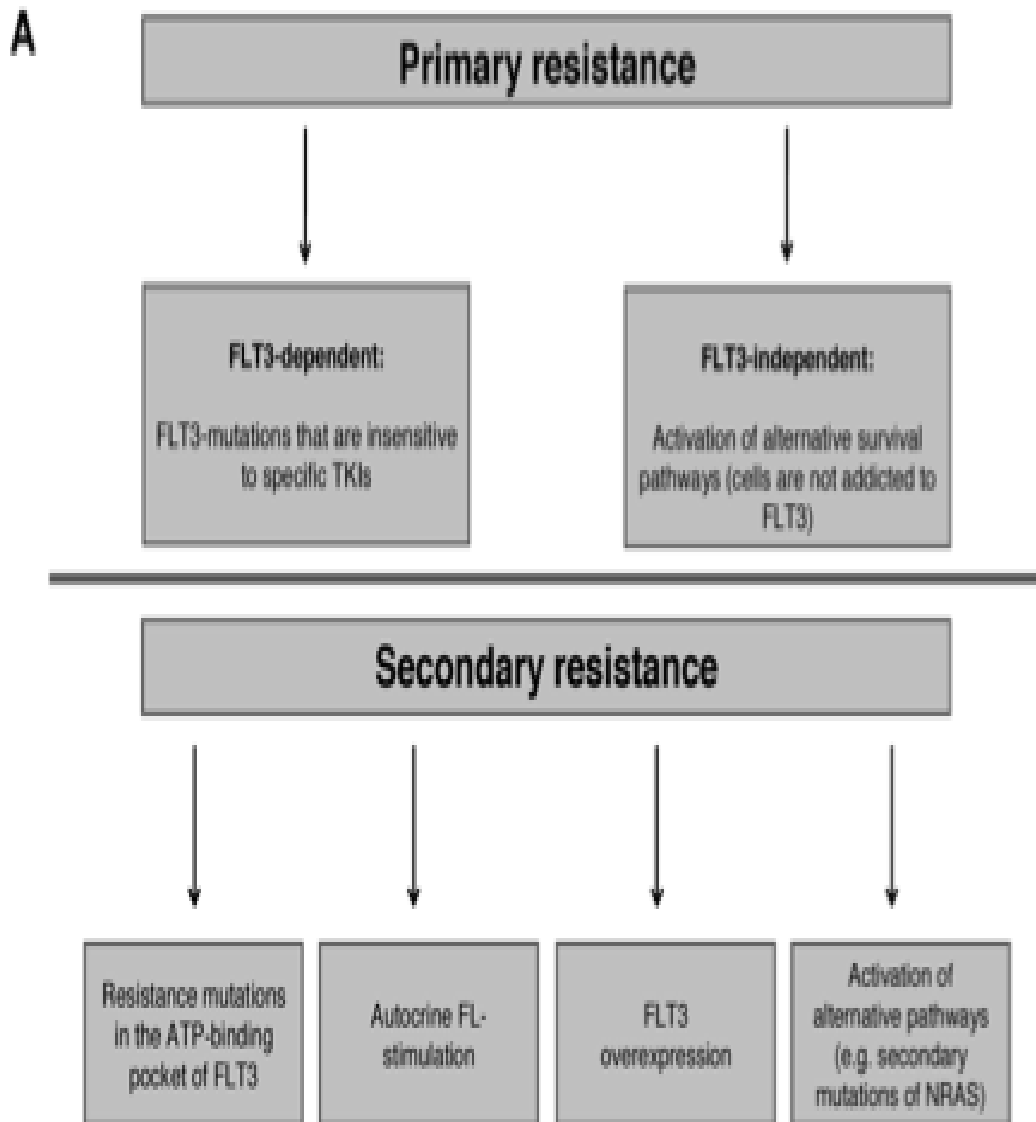 A
Primary resistance
FLT3-dependent:
FLT3-mutations that are insensitive
to specific TKIs
FLT3-independent:
Activation of alternative survival
pathways (cells are not addicted to
FLT3)
Secondary resistance
Resistance mutations
in the ATP-binding
pocket of FLT3
Autocrine FL-
stimulation
FLT3
overexpression
Activation of
alternative pathways
(e.g. secondary
mutations of NRAS)